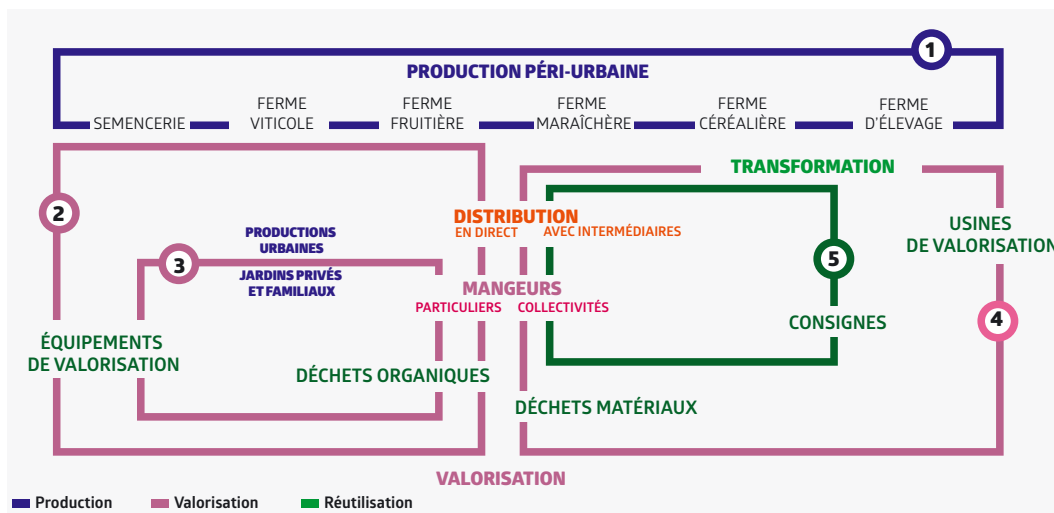 1
PRODUCTION PÉRI-URBAINE
SEMENCERIE
FERME
VITICOLE
FERME
FRUITIÈRE
FERME
MARAÎCHÈRE
FERME
CÉRÉALIÈRE
FERME
D'ÉLEVAGE
TRANSFORMATION
2
DISTRIBUTION
EN DIRECT
AVEC INTERMÉDIAIRES
USINES
DE VALORISATION
PRODUCTIONS
URBAINES
3
JARDINS PRIVÉS
ET FAMILIAUX
5
MANGEURS
PARTICULIERS
COLLECTIVITÉS
CONSIGNES
4
ÉQUIPEMENTS
DE VALORISATION
DÉCHETS ORGANIQUES
DÉCHETS MATÉRIAUX
VALORISATION
Production
Valorisation
Réutilisation